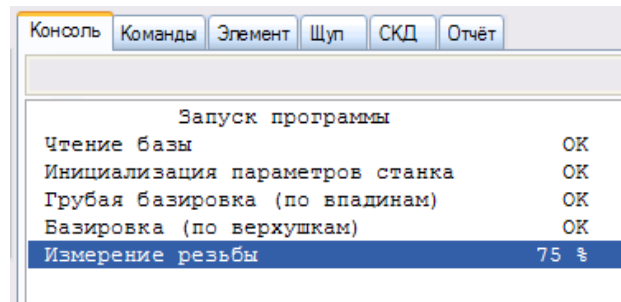 Консоль Команды Элемент Щуп СКД Отчёт
Запуск программы
Чтение базы OK
Инициализация параметров станка OK
Грубая базировка (по впадинам) OK
Базировка (по верхушкам) OK
Измерение резьбы 75 %